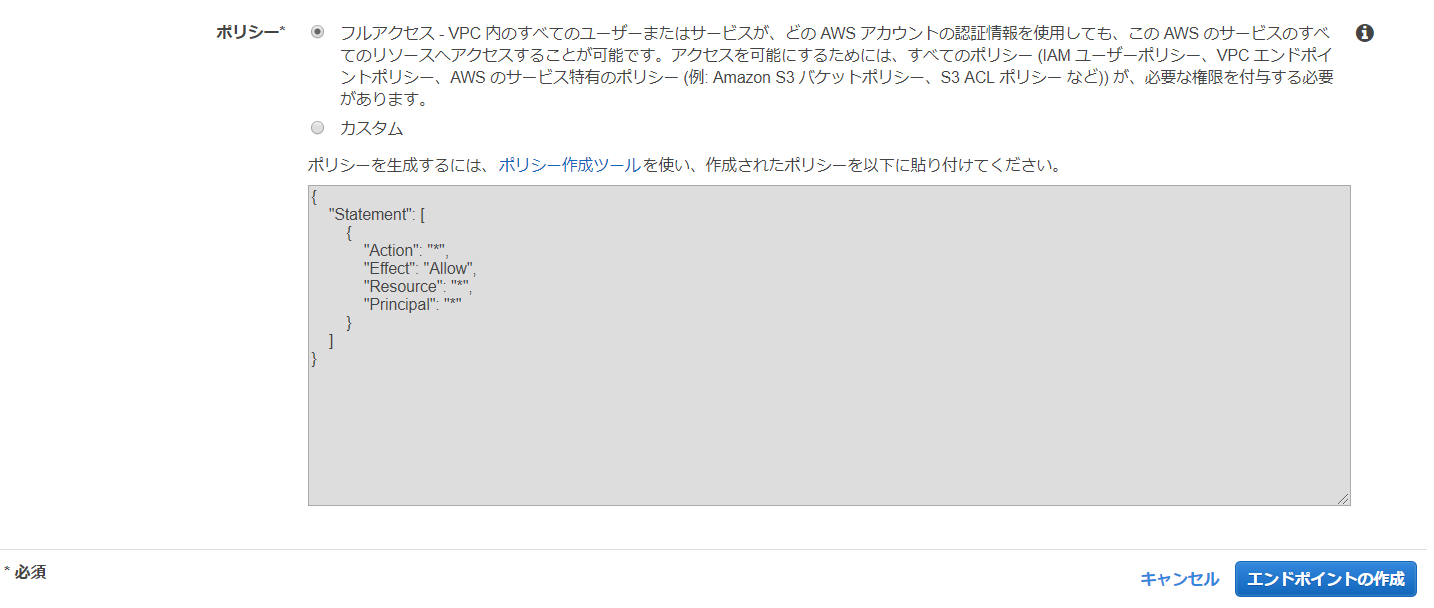 ポリシー*
フルアクセス - VPC 内のすべてのユーザーまたはサービスが、どの AWS アカウントの認証情報を使用しても、この AWS のサービスのすべ
てのリソースへアクセスすることが可能です。アクセスを可能にするためには、すべてのポリシー (IAM ユーザーポリシー、VPC エンドポイ
ントポリシー、AWS のサービス特有のポリシー (例: Amazon S3 バケットポリシー、S3 ACL ポリシー など)) が、必要な権限を付与する必要
があります。
カスタム
ポリシーを生成するには、ポリシー作成ツールを使い、作成されたポリシーを以下に貼り付けてください。
{
    "Statement": [
        {
            "Action": "*",
            "Effect": "Allow",
            "Resource": "*",
            "Principal": "*"
        }
    ]
}
* 必須
キャンセル
エンドポイントの作成